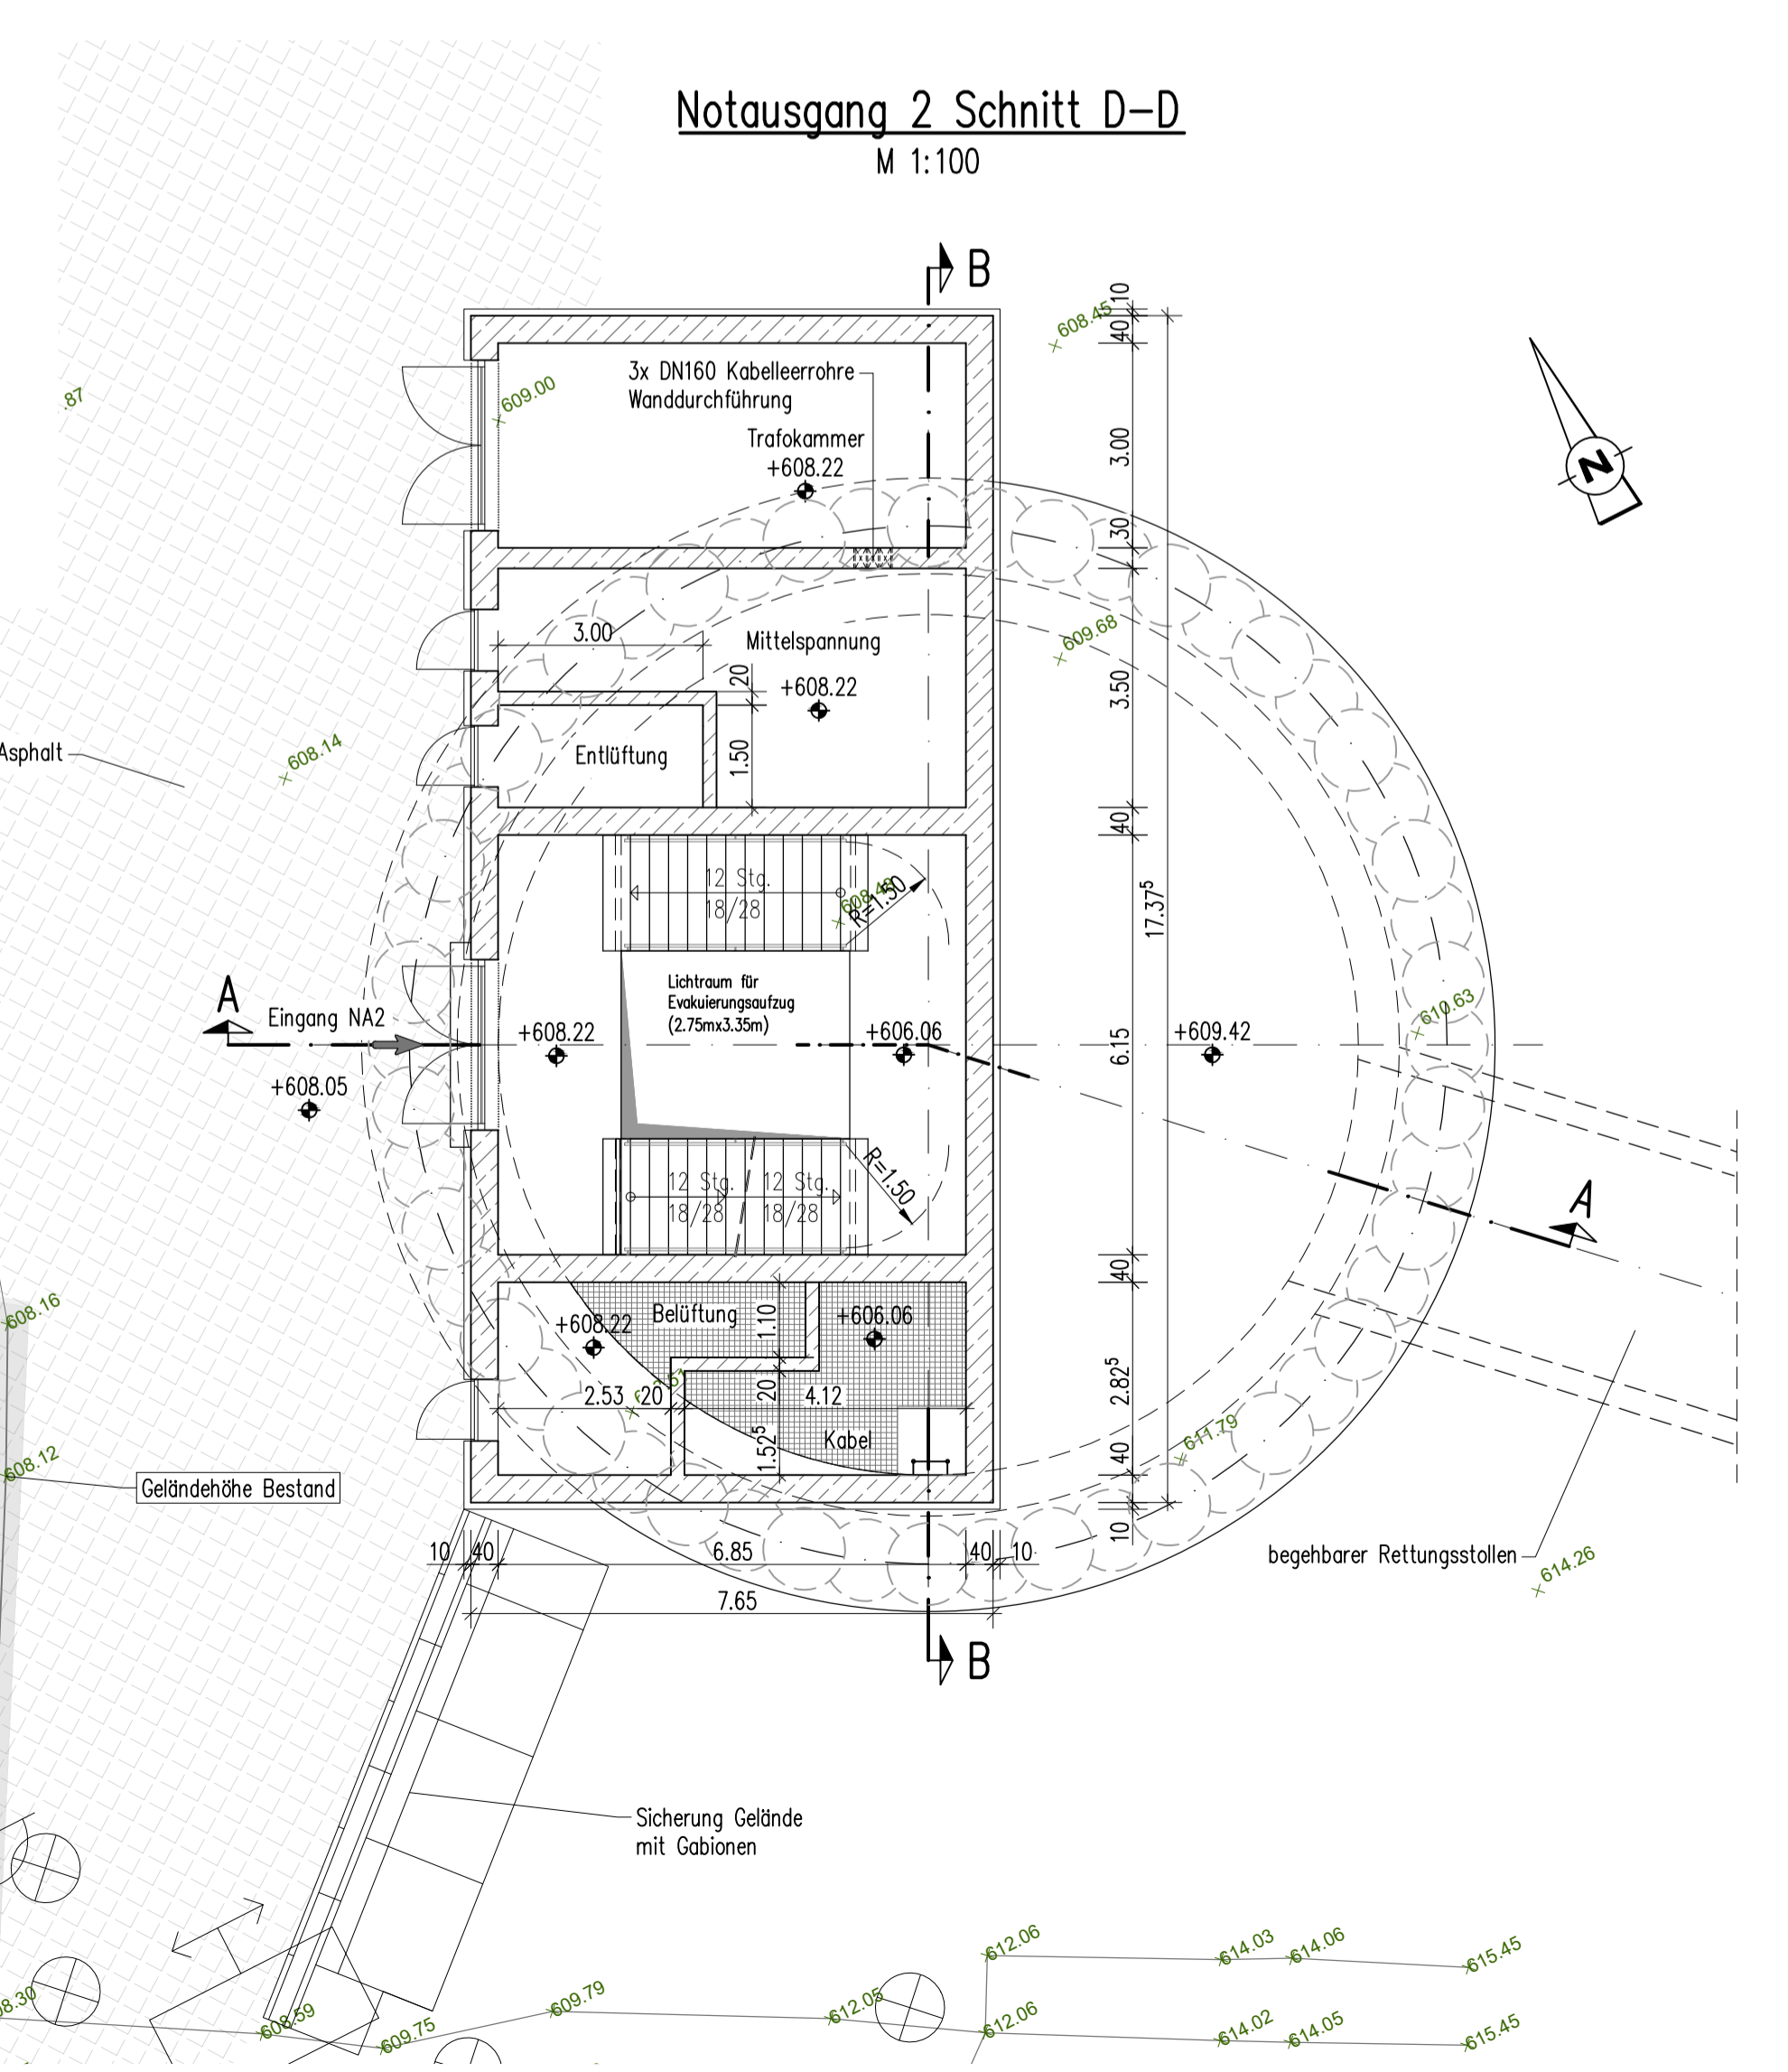 Notausgang 2 Schnitt D-D
M 1:100
B
10
40
608.45
3x DN160 Kabelleerrohre
Wanddurchführung
.87
609.00
Trafokammer
+608.22
3.00
N
30
3.00
Mittelspannung
609.68
20
+608.22
3.50
Asphalt
608.14
Entlüftung
1.50
40
12 Stg.
18/28
608.48
R=1.50
17.37⁵
A
Eingang NA2
Lichtraum für
Evakuierungsaufzug
(2.75mx3.35m)
610.63
+608.22
+606.06
6.15
+609.42
+608.05
12 Stg.
18/28
12 Stg.
18/28
R=1.50
A
40
608.16
Belüftung
1.10
+608.22
+606.06
2.53
20
20
4.12
2.82⁵
1.52⁵
Kabel
40
611.79
608.12
Geländehöhe Bestand
10
10
40
6.85
40
10
begehbarer Rettungsstollen
614.26
7.65
B
Sicherung Gelände
mit Gabionen
612.06
614.03
614.06
615.45
08.30
608.59
609.75
609.79
612.05
612.06
614.02
614.05
615.45